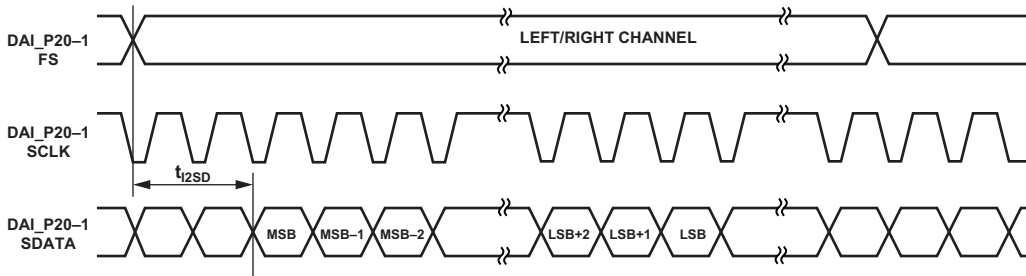 DAI_P20–1
FS
LEFT/RIGHT CHANNEL
DAI_P20–1
SCLK
tI2SD
DAI_P20–1
SDATA
MSB
MSB–1
MSB–2
LSB+2
LSB+1
LSB